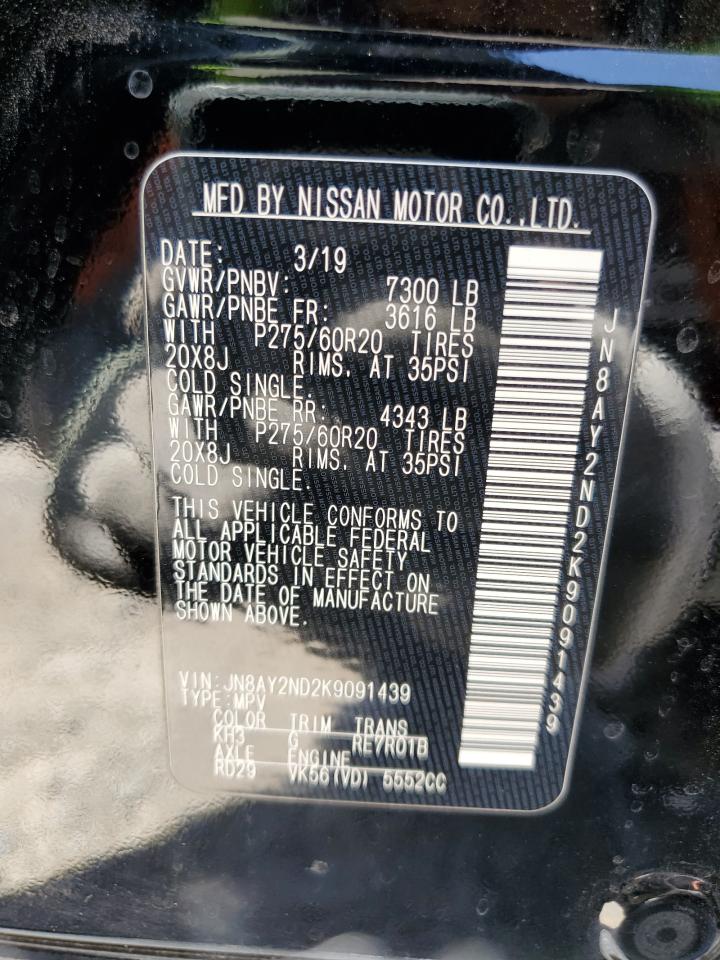 MFD BY NISSAN MOTOR CO.,LTD.
DATE: 3/19
GVWR/PNBV: 7300 LB
GAWR/PNBE FR: 3616 LB
WITH P275/60R20 TIRES
20X8J RIMS. AT 35PSI
COLD SINGLE.
GAWR/PNBE RR: 4343 LB
WITH P275/60R20 TIRES
20X8J RIMS. AT 35PSI
COLD SINGLE.
THIS VEHICLE CONFORMS TO
ALL APPLICABLE FEDERAL
MOTOR VEHICLE SAFETY
STANDARDS IN EFFECT ON
THE DATE OF MANUFACTURE
SHOWN ABOVE.
VIN:JN8AY2ND2K9091439
TYPE:MPV
COLOR TRIM TRANS
KH3 G RE7R01B
AXLE ENGINE
RD29 VK56(VD) 5552CC
JN8AY2ND2K9091439